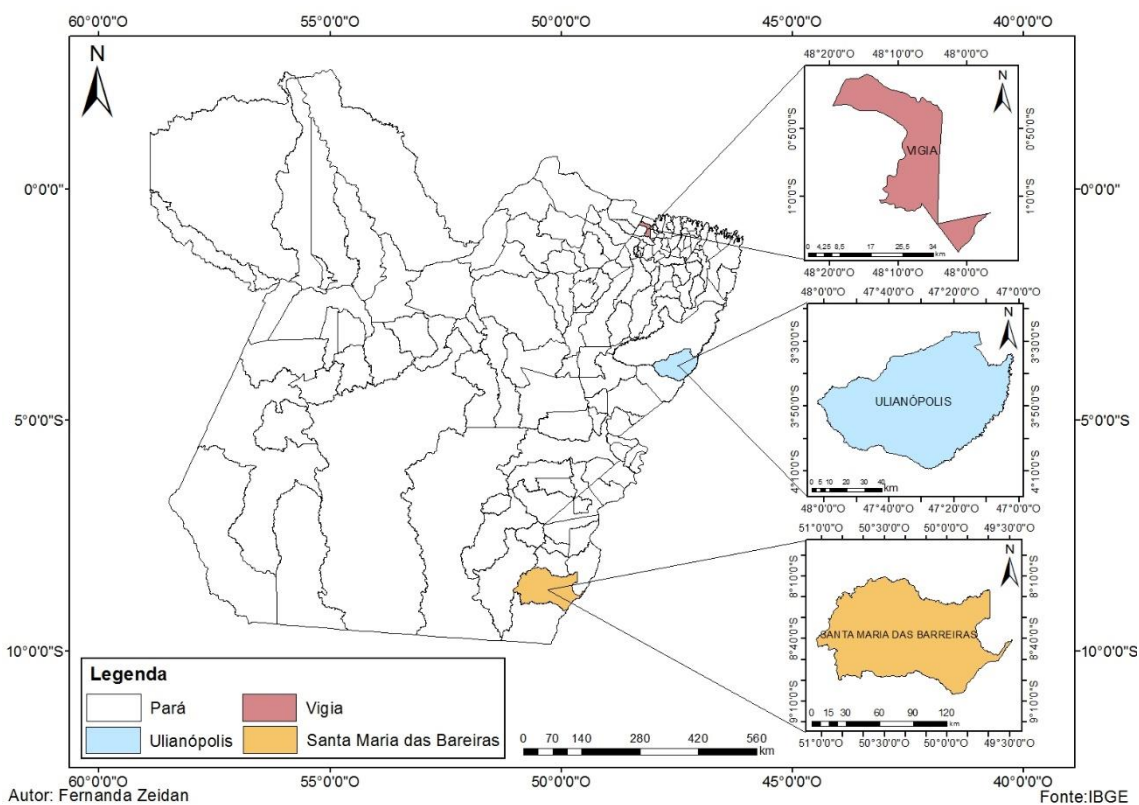 60°0'0"O 55°0'0"O 50°0'0"O 45°0'0"O 40°0'0"O
N
0°0'0"
5°0'0"S
10°0'0"S
0°0'0"
5°0'0"S
10°0'0"S
48°20'0"O 48°10'0"O 48°0'0"O
N
0°50'0"S
1°0'0"S
0°50'0"S
1°0'0"S
VIGIA
0 4,25 8,5 17 25,5 34
km
48°20'0"O 48°10'0"O 48°0'0"O
48°0'0"O 47°40'0"O 47°20'0"O 47°0'0"O
N
3°30'0"S
3°50'0"S
4°10'0"S
3°30'0"S
3°50'0"S
4°10'0"S
ULIANÓPOLIS
0 5 10 20 30 40
km
48°0'0"O 47°40'0"O 47°20'0"O 47°0'0"O
51°0'0"O 50°30'0"O 50°0'0"O 49°30'0"O
N
8°10'0"S
8°40'0"S
9°10'0"S
8°10'0"S
8°40'0"S
9°10'0"S
SANTA MARIA DAS BARREIRAS
0 15 30 60 90 120
km
51°0'0"O 50°30'0"O 50°0'0"O 49°30'0"O
Legenda
Pará Vigia
Ulianópolis Santa Maria das Bareiras
0 70 140 280 420 560
km
60°0'0"O 55°0'0"O 50°0'0"O 45°0'0"O 40°0'0"O
Autor: Fernanda Zeidan Fonte:IBGE